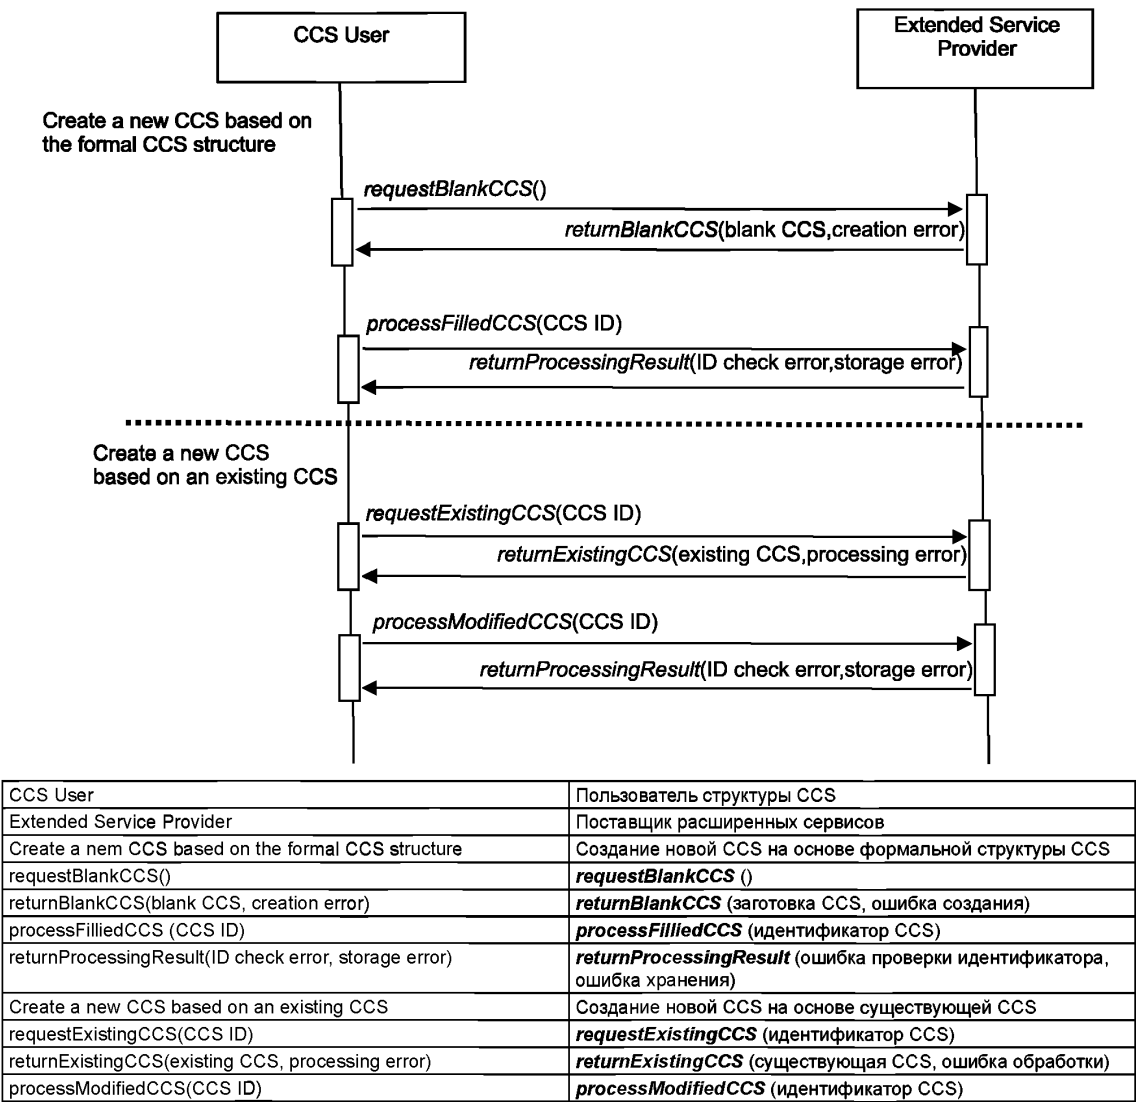 CCS User
Extended Service
Provider
Create a new CCS based on
the formal CCS structure
requestBlankCCS()
returnBlankCCS(blank CCS,creation error)
processFilledCCS(CCS ID)
returnProcessingResult(ID check error,storage error)
Create a new CCS
based on an existing CCS
requestExistingCCS(CCS ID)
returnExistingCCS(existing CCS,processing error)
processModifiedCCS(CCS ID)
returnProcessingResult(ID check error,storage error)
CCS User
Пользователь структуры CCS
Extended Service Provider
Поставщик расширенных сервисов
Create a nem CCS based on the formal CCS structure
Создание новой CCS на основе формальной структуры CCS
requestBlankCCS()
requestBlankCCS ()
returnBlankCCS(blank CCS, creation error)
returnBlankCCS (заготовка CCS, ошибка создания)
processFilliedCCS (CCS ID)
processFilliedCCS (идентификатор CCS)
returnProcessingResult(ID check error, storage error)
returnProcessingResult (ошибка проверки идентификатора,
ошибка хранения)
Create a new CCS based on an existing CCS
Создание новой CCS на основе существующей CCS
requestExistingCCS(CCS ID)
requestExistingCCS (идентификатор CCS)
returnExistingCCS(existing CCS, processing error)
returnExistingCCS (существующая CCS, ошибка обработки)
processModifiedCCS(CCS ID)
processModifiedCCS (идентификатор CCS)